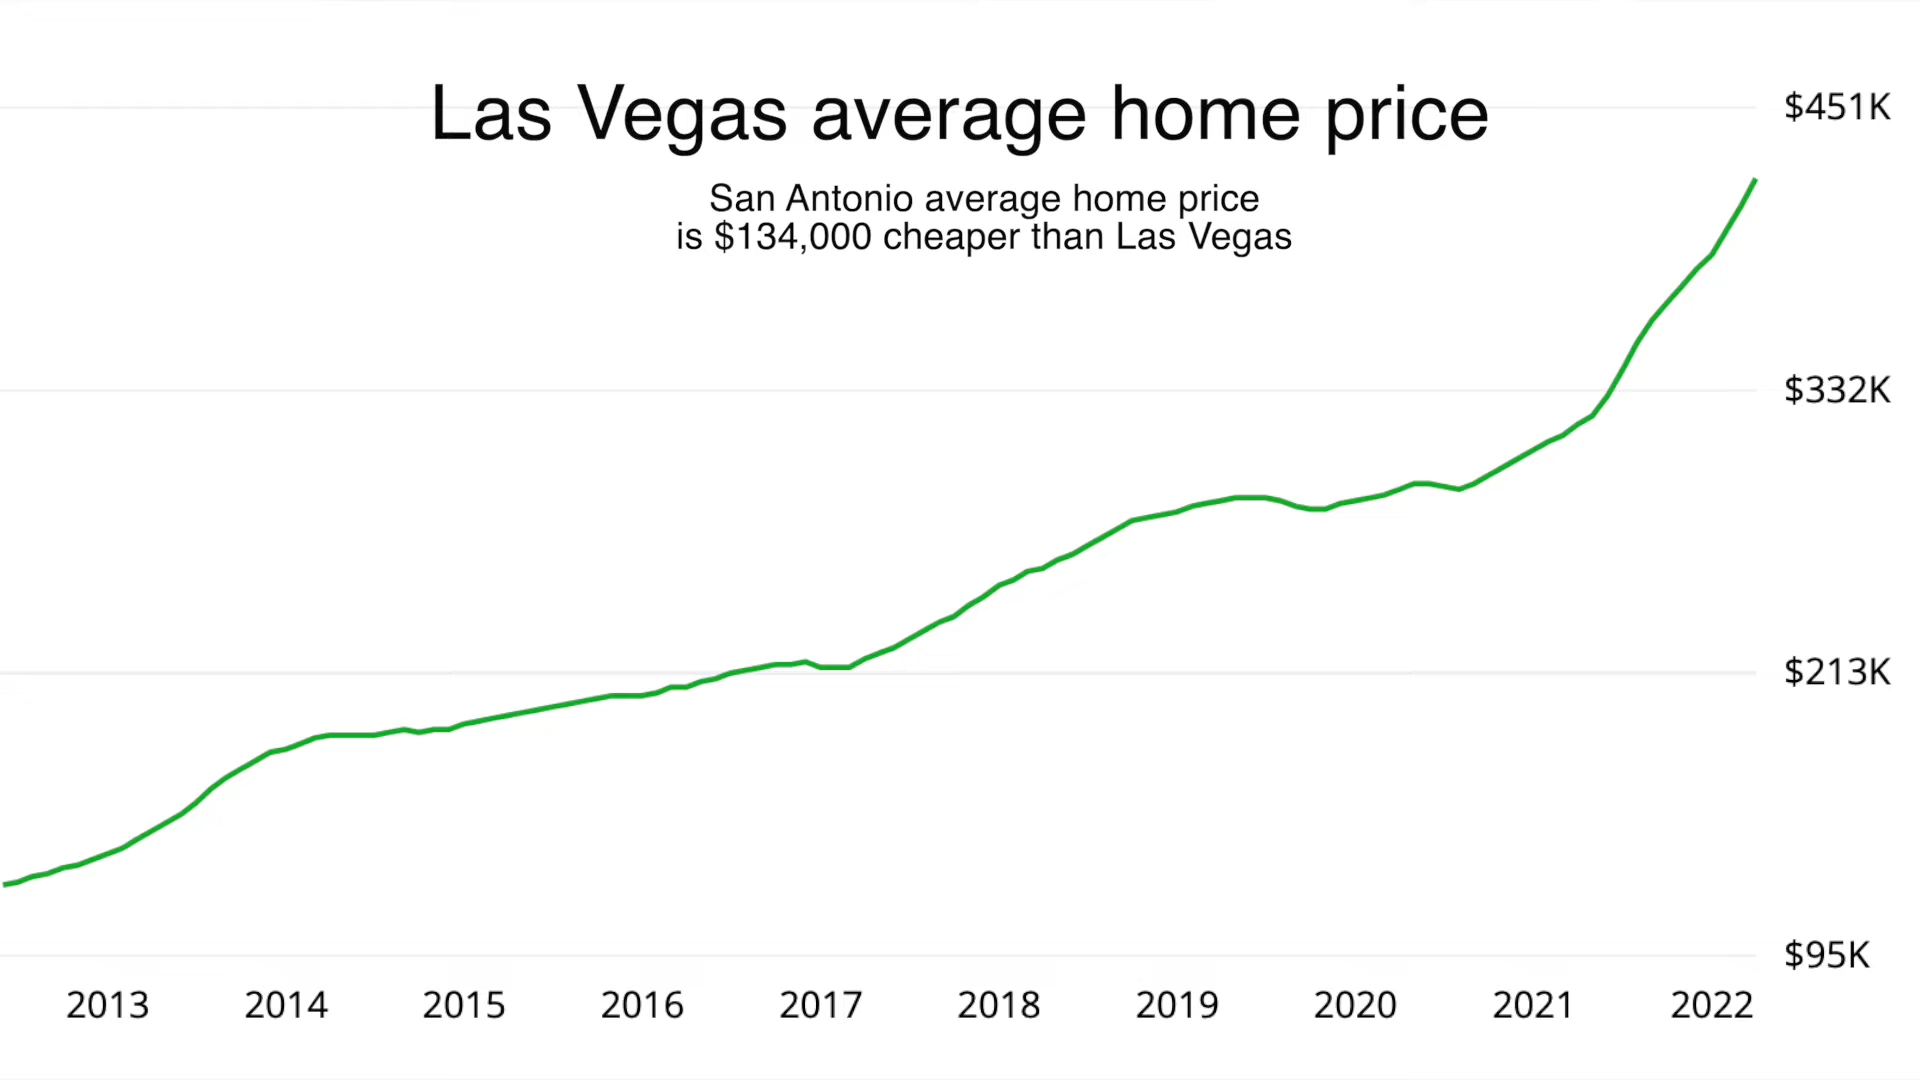 Las Vegas average home price
San Antonio average home price
is $134,000 cheaper than Las Vegas
$451K
$332K
$213K
$95K
2013 2014 2015 2016 2017 2018 2019 2020 2021 2022